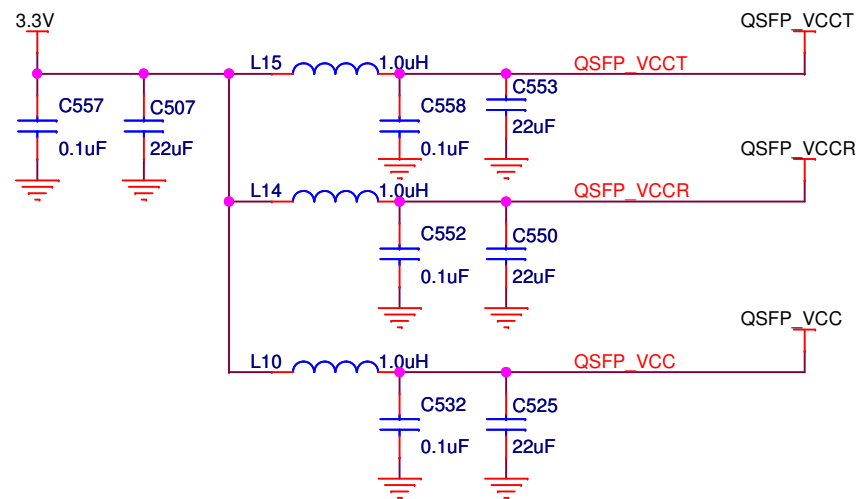 3.3V
QSFP_VCCT
L15
1.0uH
QSFP_VCCT
C557
0.1uF
C507
22uF
C558
0.1uF
C553
22uF
QSFP_VCCR
L14
1.0uH
QSFP_VCCR
C552
0.1uF
C550
22uF
QSFP_VCC
L10
1.0uH
QSFP_VCC
C532
0.1uF
C525
22uF